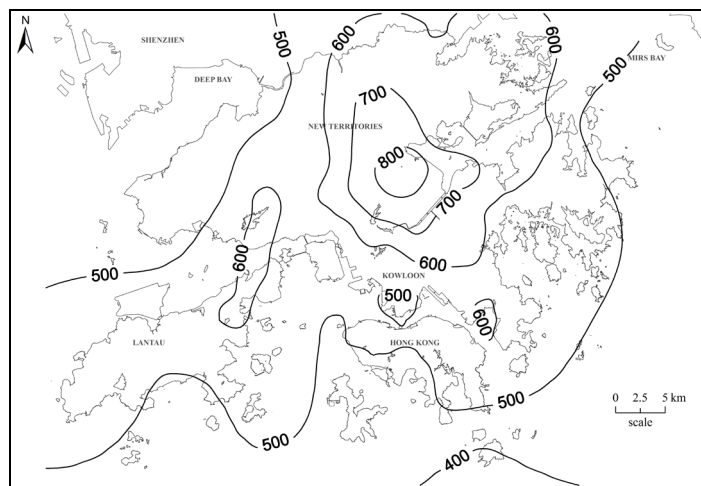 N
SHENZHEN
500
600
600
MIRS BAY
500
DEEP BAY
700
NEW TERRITORIES
800
700
600
600
500
KOWLOON
500
600
LANTAU
HONG KONG
500
0 2.5 5 km
scale
500
400